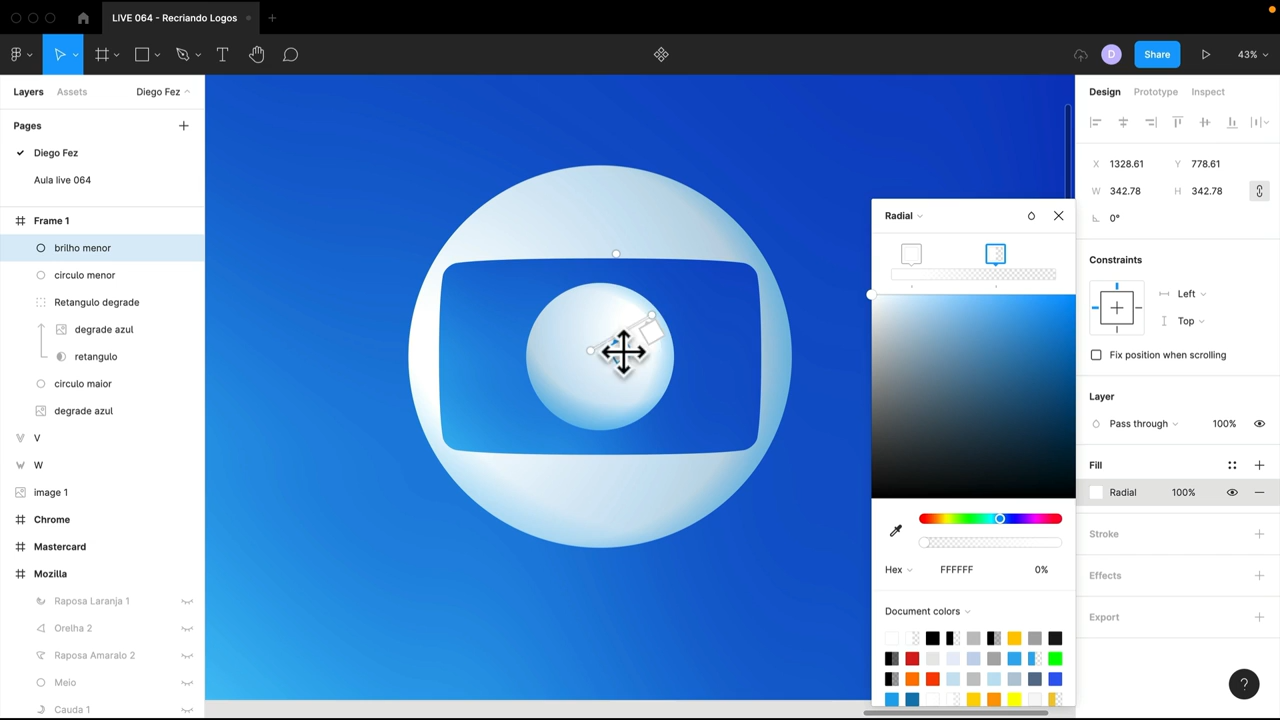 LIVE 064 - Recriando Logos
D
Share
43%
Layers
Assets
Diego Fez
Pages
Diego Fez
Aula live 064
Frame 1
brilho menor
circulo menor
Retangulo degrade
degrade azul
retangulo
circulo maior
degrade azul
V
W
image 1
Chrome
Mastercard
Mozilla
Raposa Laranja 1
Orelha 2
Raposa Amaralo 2
Meio
Cauda 1
Radial
Hex
FFFFFF
0%
Document colors
Design
Prototype
Inspect
X
1328.61
Y
778.61
W
342.78
H
342.78
0°
Constraints
Left
Top
Fix position when scrolling
Layer
Pass through
100%
Fill
Radial
100%
Stroke
Effects
Export
?